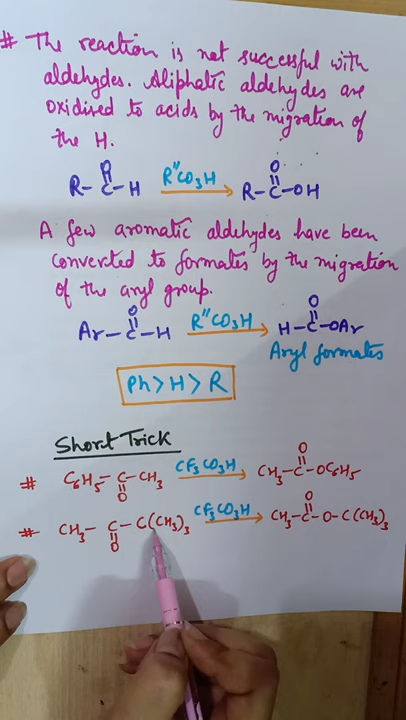 # The reaction is not successful with
aldehydes. Aliphatic aldehydes are
oxidised to acids by the migration of
the H.
R-C(=O)-H R"CO3H → R-C(=O)-OH
A few aromatic aldehydes have been
converted to formates by the migration
of the aryl group.
Ar-C(=O)-H R"CO3H → H-C(=O)-OAr
Aryl formates
Ph > H > R
Short Trick
# C6H5-C(=O)-CH3 CF3CO3H → CH3-C(=O)-OC6H5
# CH3-C(=O)-C(CH3)3 CF3CO3H → CH3-C(=O)-O-C(CH3)3